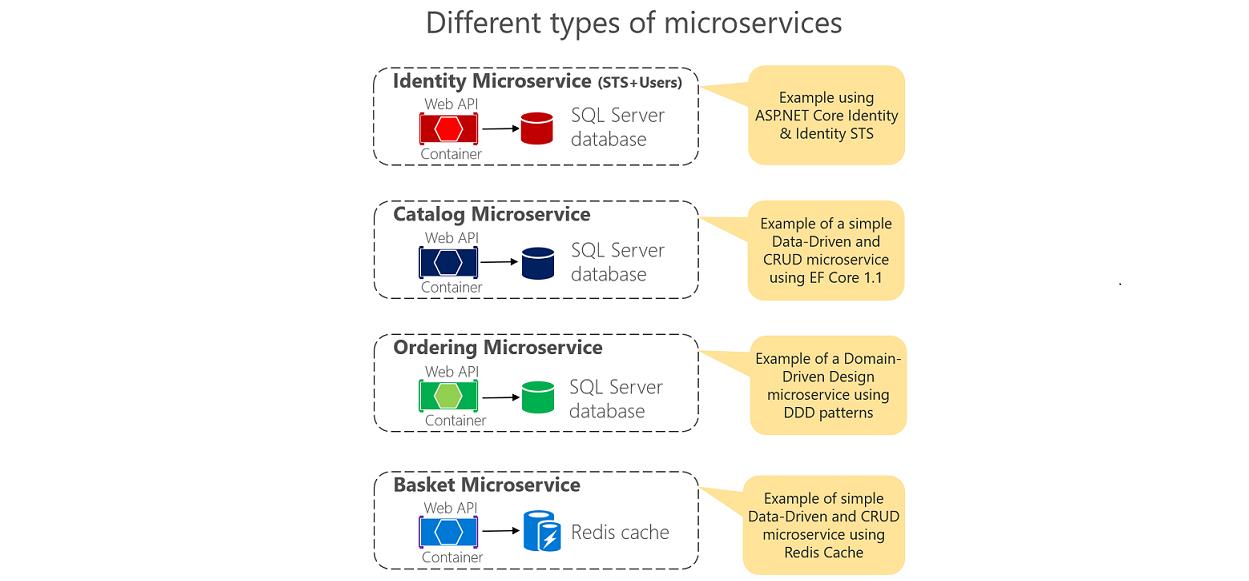 Different types of microservices
Identity Microservice (STS+Users)
Web API
Container
SQL Server
database
Example using
ASP.NET Core Identity
& Identity STS
Catalog Microservice
Web API
Container
SQL Server
database
Example of a simple
Data-Driven and
CRUD microservice
using EF Core 1.1
Ordering Microservice
Web API
Container
SQL Server
database
Example of a Domain-
Driven Design
microservice using
DDD patterns
Basket Microservice
Web API
Container
Redis cache
Example of simple
Data-Driven and CRUD
microservice using
Redis Cache
.